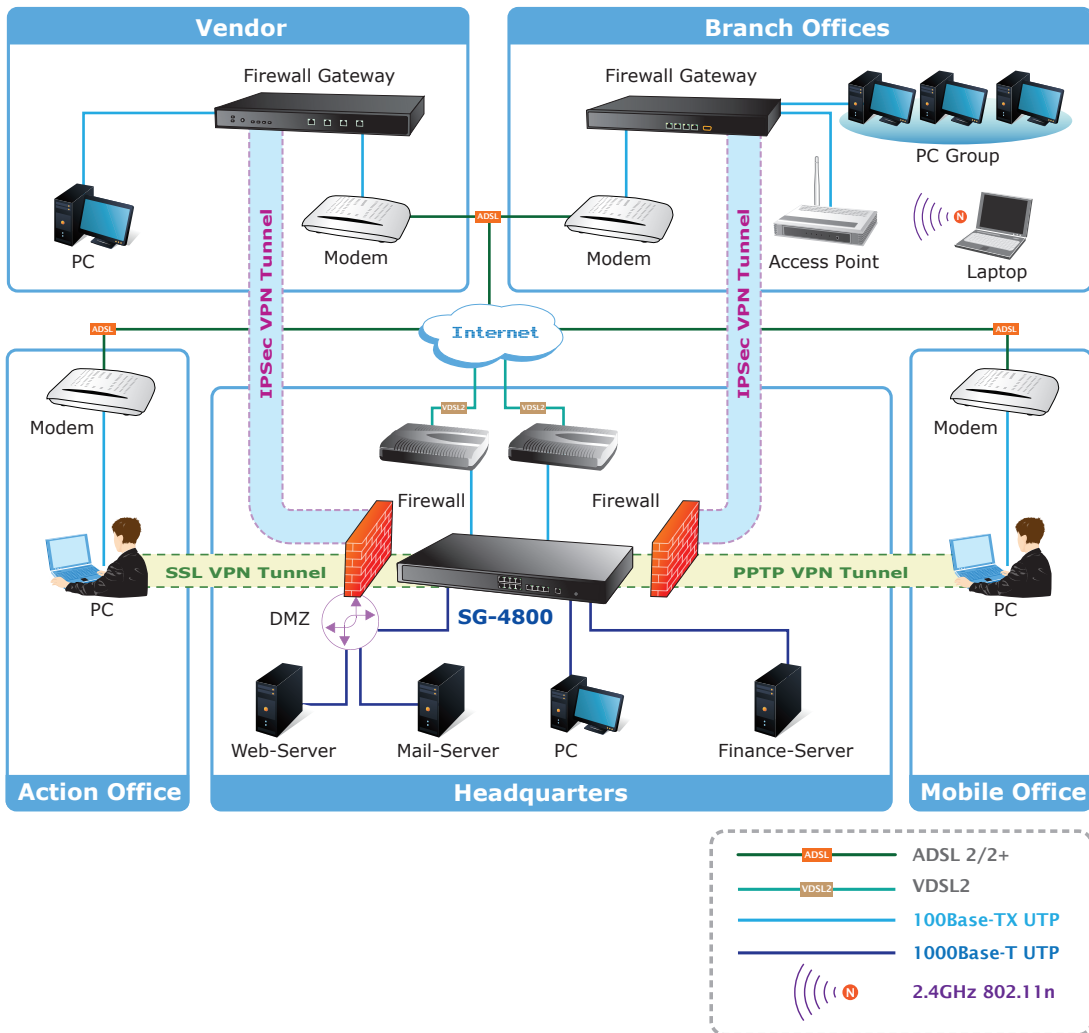 Vendor
Branch Offices
Firewall Gateway
Firewall Gateway
PC Group
PC
Modem
ADSL
Modem
Access Point
N
Laptop
IPSec VPN Tunnel
IPSec VPN Tunnel
ADSL
Internet
ADSL
Modem
VDSL2
VDSL2
Modem
Firewall
Firewall
SSL VPN Tunnel
PPTP VPN Tunnel
PC
DMZ
SG-4800
PC
Web-Server
Mail-Server
PC
Finance-Server
Action Office
Headquarters
Mobile Office
ADSL
ADSL 2/2+
VDSL2
VDSL2
100Base-TX UTP
1000Base-T UTP
N
2.4GHz 802.11n